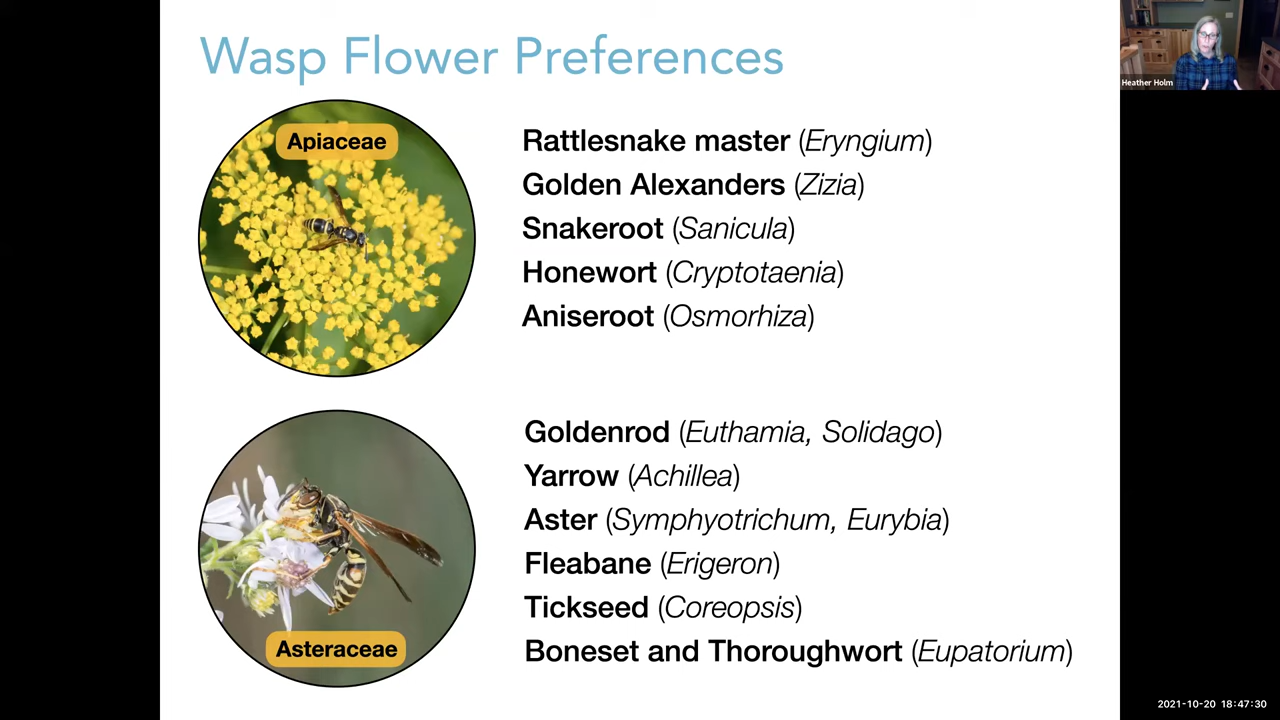 Wasp Flower Preferences
Heather Holm
Apiaceae
Rattlesnake master (Eryngium)
Golden Alexanders (Zizia)
Snakeroot (Sanicula)
Honewort (Cryptotaenia)
Aniseroot (Osmorhiza)
Goldenrod (Euthamia, Solidago)
Yarrow (Achillea)
Aster (Symphyotrichum, Eurybia)
Fleabane (Erigeron)
Tickseed (Coreopsis)
Boneset and Thoroughwort (Eupatorium)
Asteraceae
2021-10-20 18:47:30